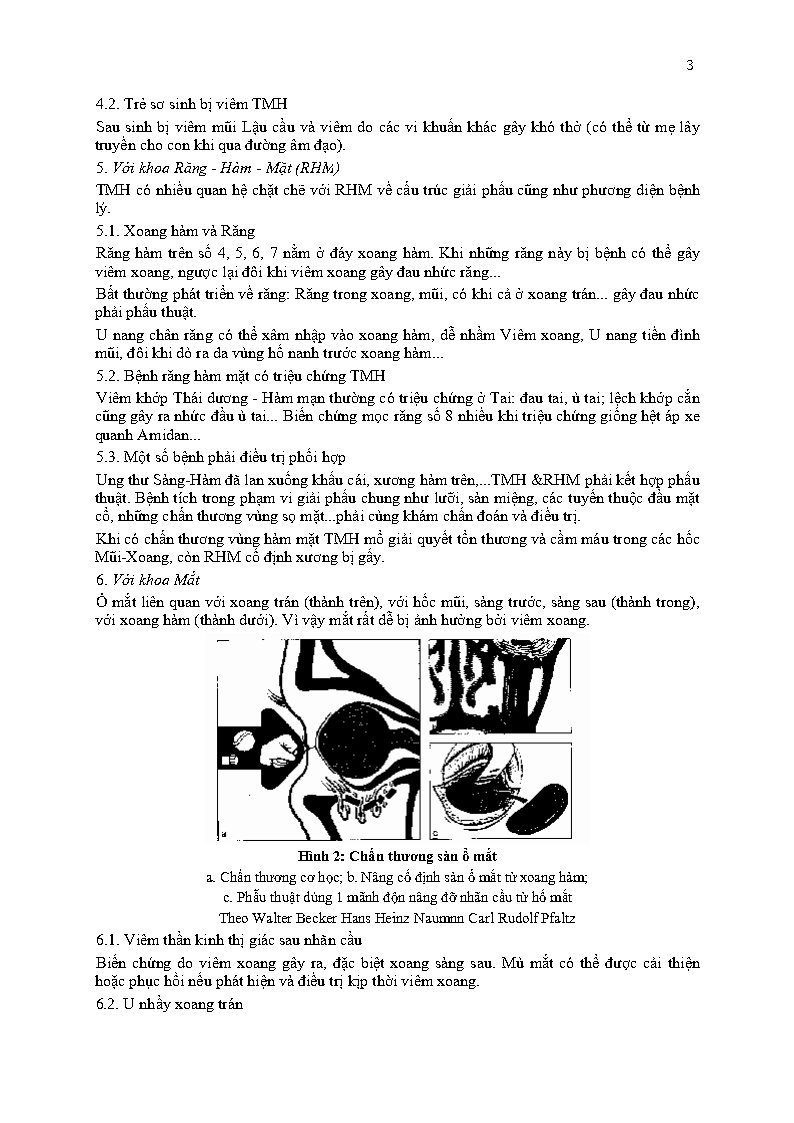 3
4.2. Trẻ sơ sinh bị viêm TMH
Sau sinh bị viêm mũi Lậu cầu và viêm do các vi khuẩn khác gây khó thở (có thể từ mẹ lây
truyền cho con khi qua đường âm đạo).
5. Với khoa Răng - Hàm - Mặt (RHM)
TMH có nhiều quan hệ chặt chẽ với RHM về cấu trúc giải phẫu cũng như phương diện bệnh
lý.
5.1. Xoang hàm và Răng
Răng hàm trên số 4, 5, 6, 7 nằm ở đáy xoang hàm. Khi những răng này bị bệnh có thể gây
viêm xoang, ngược lại đôi khi viêm xoang gây đau nhức răng...
Bất thường phát triển về răng: Răng trong xoang, mũi, có khi cả ở xoang trán... gây đau nhức
phải phẫu thuật.
U nang chân răng có thể xâm nhập vào xoang hàm, dễ nhầm Viêm xoang, U nang tiền đình
mũi, đôi khi dò ra da vùng hố nanh trước xoang hàm...
5.2. Bệnh răng hàm mặt có triệu chứng TMH
Viêm khớp Thái dương - Hàm mạn thường có triệu chứng ở Tai: đau tai, ù tai; lệch khớp cắn
cũng gây ra nhức đầu ù tai... Biến chứng mọc răng số 8 nhiều khi triệu chứng giống hệt áp xe
quanh Amidan...
5.3. Một số bệnh phải điều trị phối hợp
Ung thư Sàng-Hàm đã lan xuống khẩu cái, xương hàm trên,...TMH &RHM phải kết hợp phẫu
thuật. Bệnh tích trong phạm vi giải phẫu chung như lưỡi, sàn miệng, các tuyến thuộc đầu mặt
cổ, những chấn thương vùng sọ mặt...phải cùng khám chẩn đoán và điều trị.
Khi có chấn thương vùng hàm mặt TMH mổ giải quyết tổn thương và cầm máu trong các hốc
Mũi-Xoang, còn RHM cố định xương bị gẫy.
6. Với khoa Mắt
Ổ mắt liên quan với xoang trán (thành trên), với hốc mũi, sàng trước, sàng sau (thành trong),
với xoang hàm (thành dưới). Vì vậy mắt rất dễ bị ảnh hưởng bởi viêm xoang.
a
c
Hình 2: Chấn thương sàn ổ mắt
a. Chấn thương cơ học; b. Nâng cố định sàn ổ mắt từ xoang hàm;
c. Phẫu thuật dùng 1 mãnh độn nâng đỡ nhãn cầu từ hố mắt
Theo Walter Becker Hans Heinz Naumnn Carl Rudolf Pfaltz
6.1. Viêm thần kinh thị giác sau nhãn cầu
Biến chứng do viêm xoang gây ra, đặc biệt xoang sàng sau. Mù mắt có thể được cải thiện
hoặc phục hồi nếu phát hiện và điều trị kịp thời viêm xoang.
6.2. U nhầy xoang trán